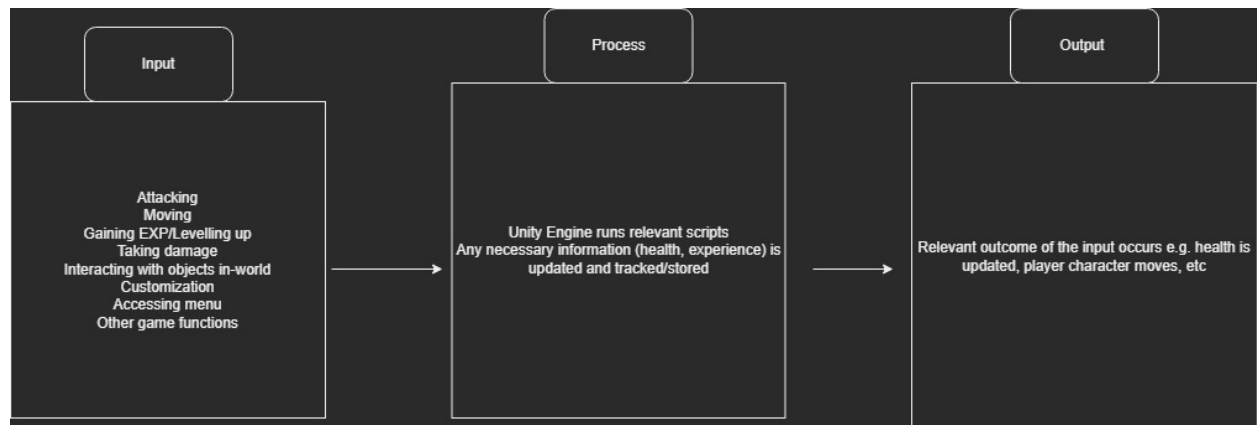 Input
Attacking
Moving
Gaining EXP/Levelling up
Taking damage
Interacting with objects in-world
Customization
Accessing menu
Other game functions
Process
Unity Engine runs relevant scripts
Any necessary information (health, experience) is
updated and tracked/stored
Output
Relevant outcome of the input occurs e.g. health is
updated, player character moves, etc